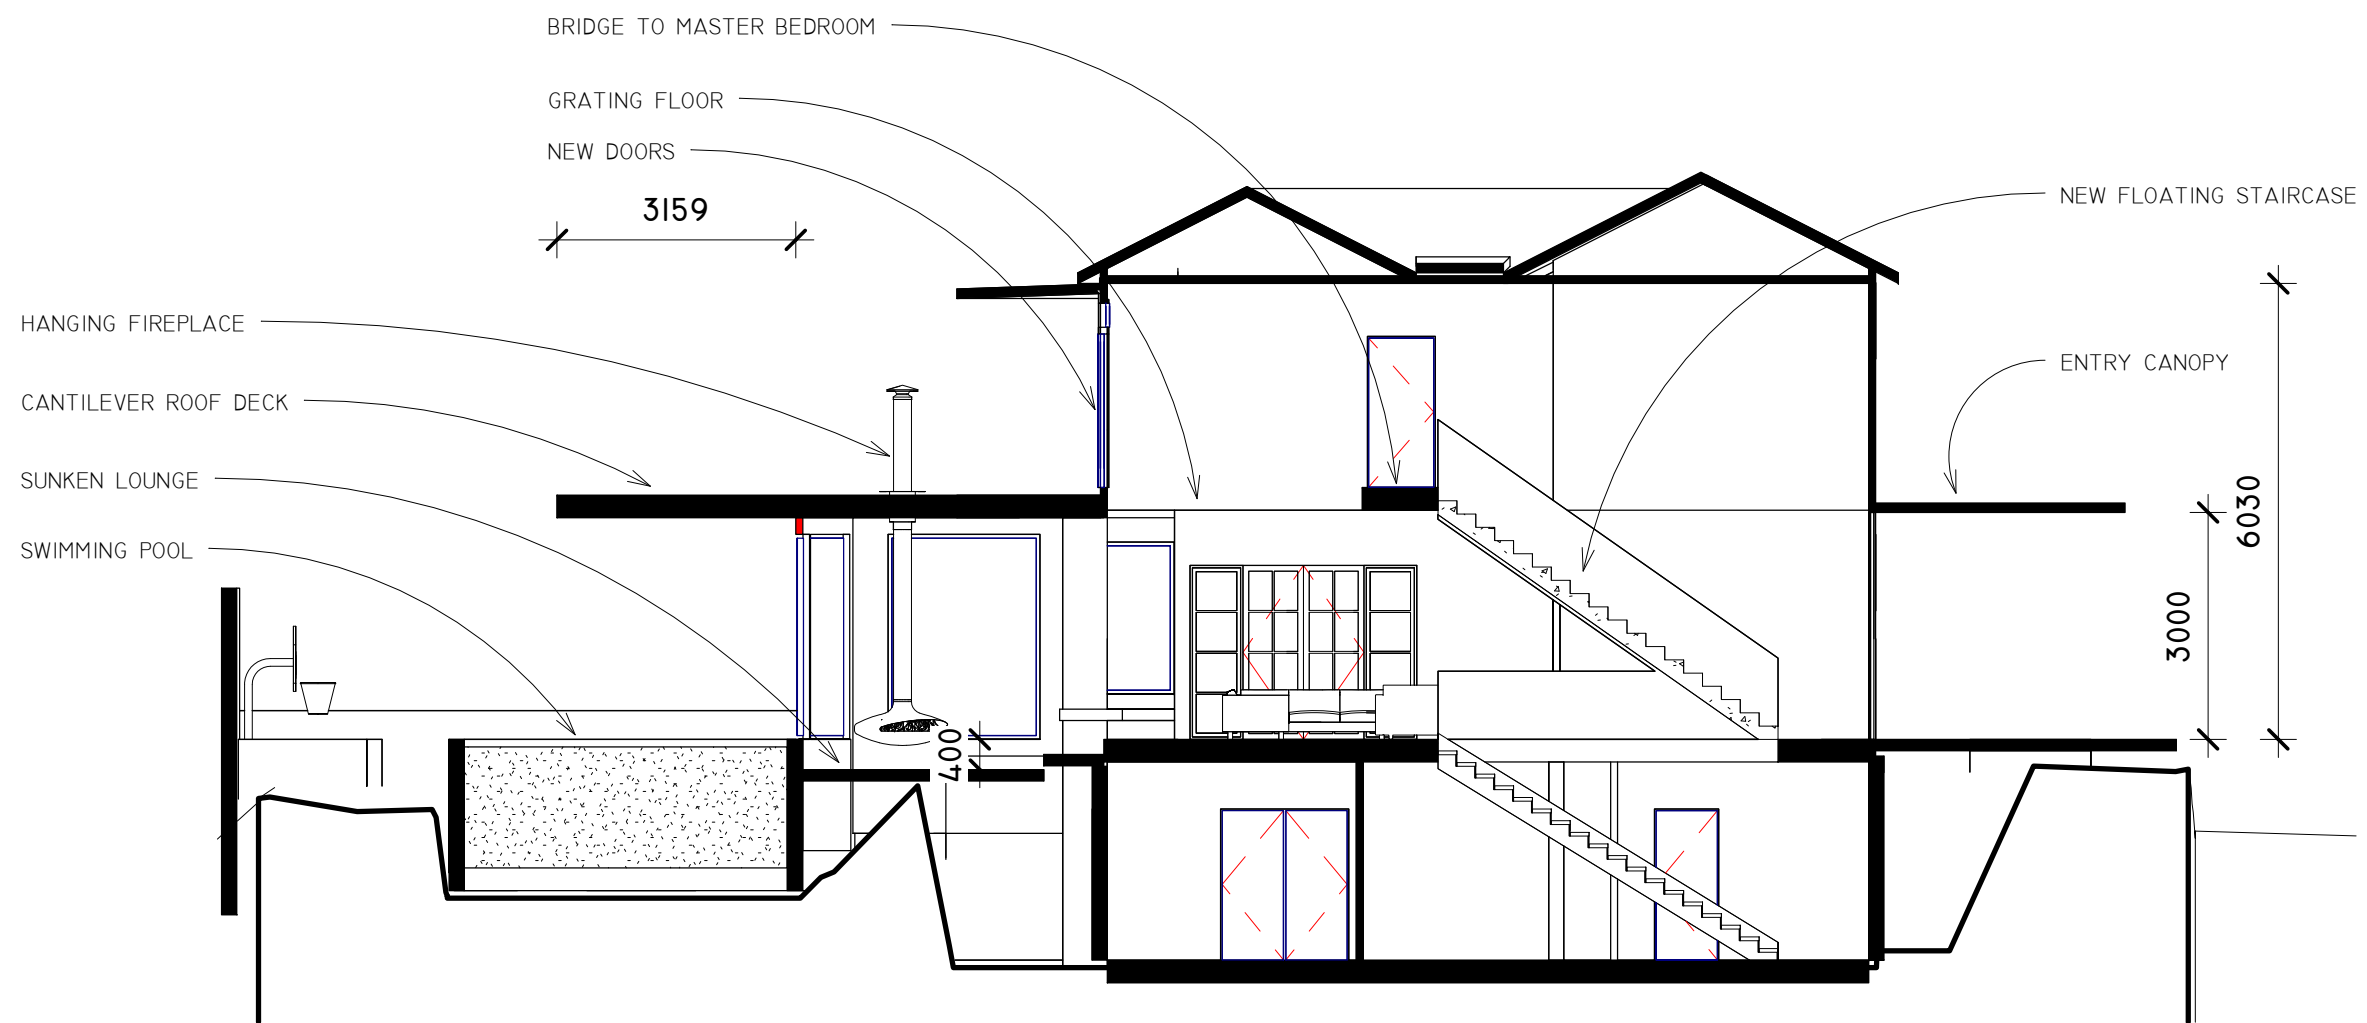 BRIDGE TO MASTER BEDROOM
GRATING FLOOR
NEW DOORS
3159
NEW FLOATING STAIRCASE
HANGING FIREPLACE
ENTRY CANOPY
CANTILEVER ROOF DECK
SUNKEN LOUNGE
6030
SWIMMING POOL
3000
400